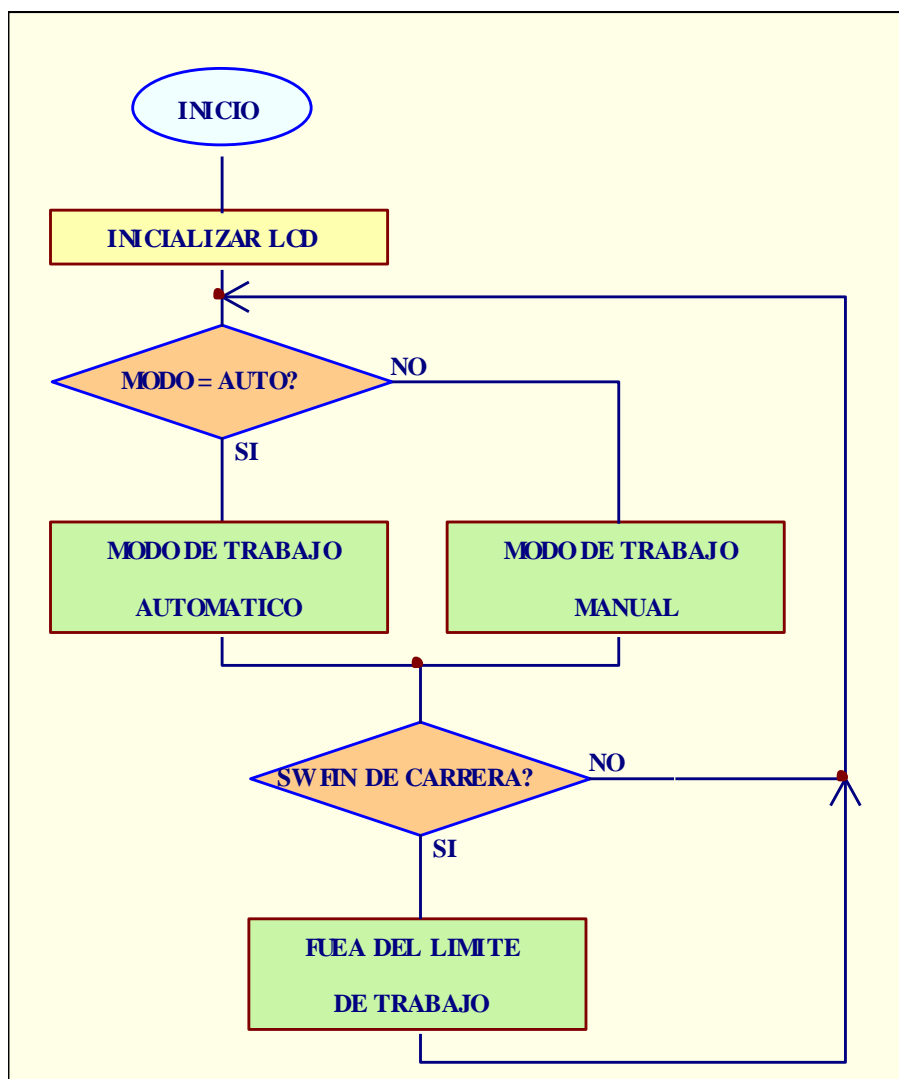 INICIO
INICIALIZAR LCD
MODO = AUTO?
NO
SI
MODO DE TRABAJO
AUTOMATICO
MODO DE TRABAJO
MANUAL
SW FIN DE CARRERA?
NO
SI
FUEA DEL LIMITE
DE TRABAJO